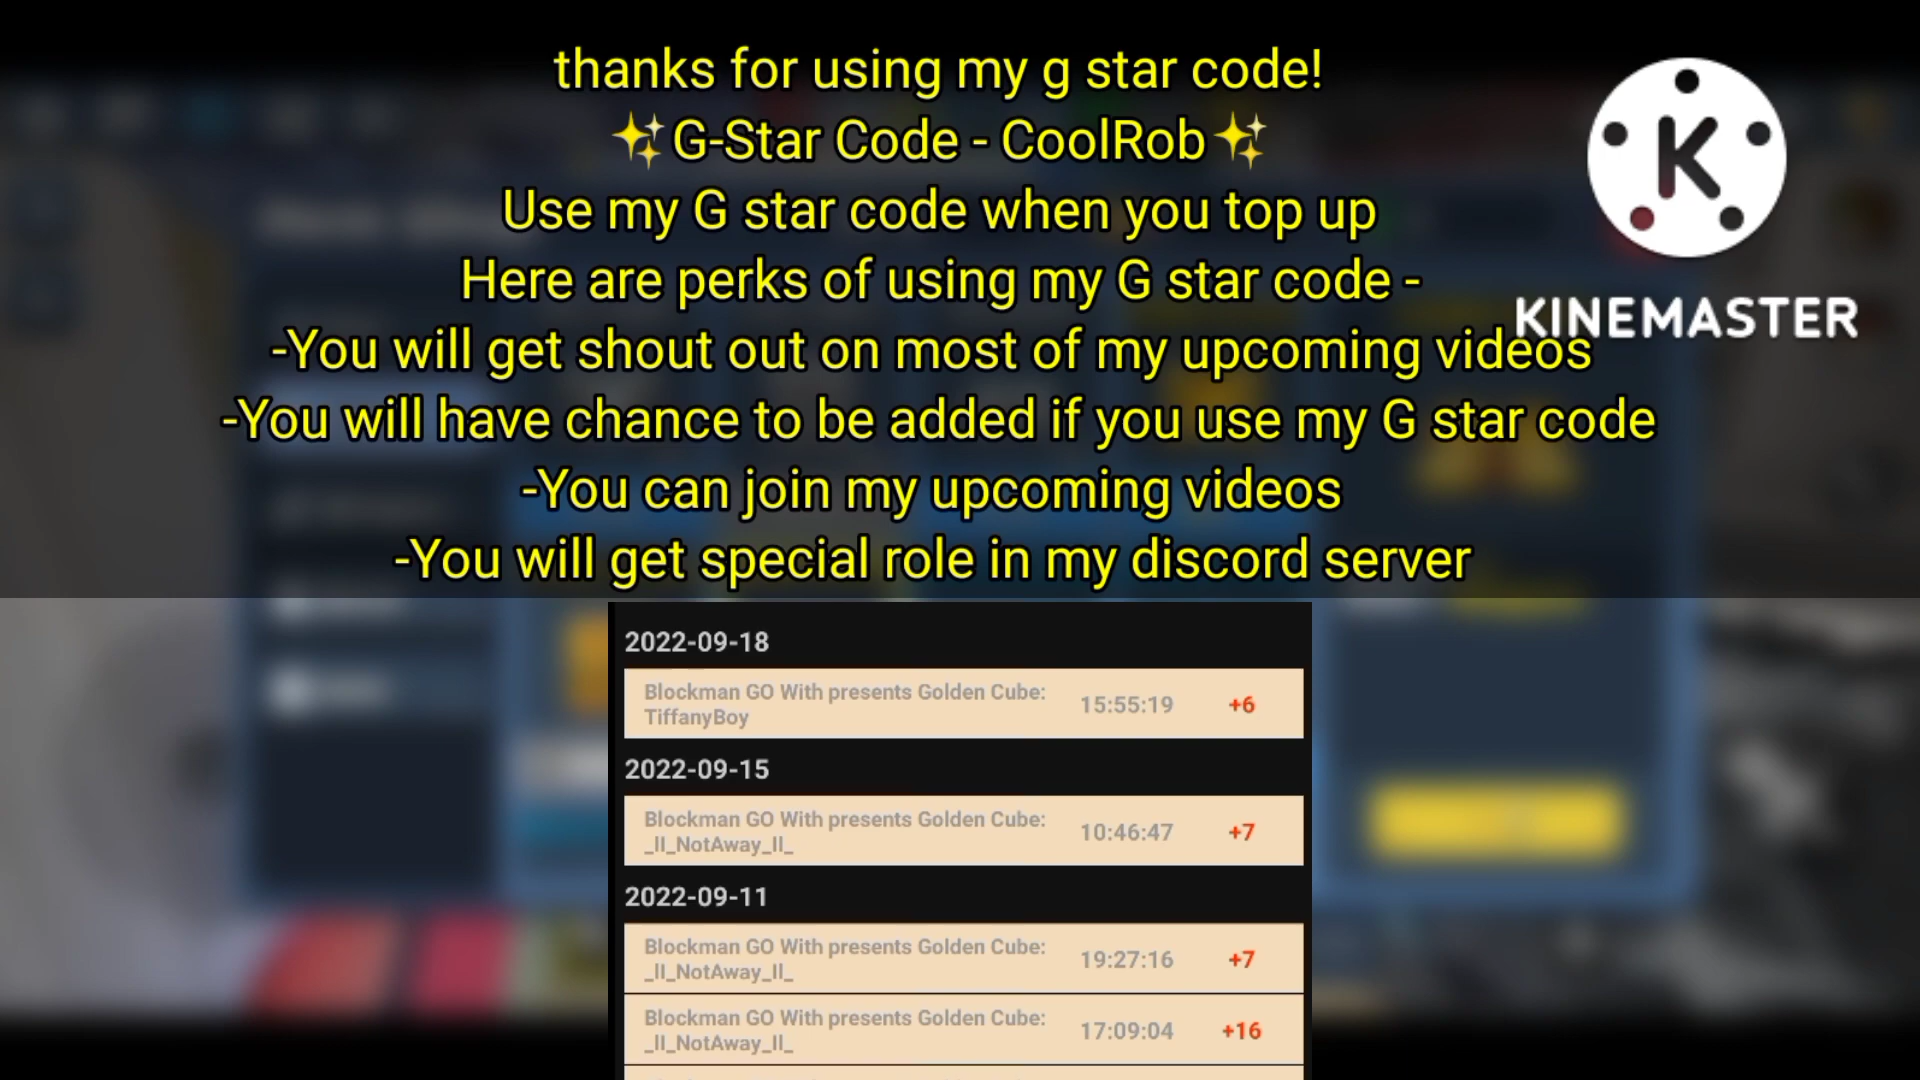 thanks for using my g star code!
✨G-Star Code - CoolRob✨
Use my G star code when you top up
Here are perks of using my G star code -
-You will get shout out on most of my upcoming videos
-You will have chance to be added if you use my G star code
-You can join my upcoming videos
-You will get special role in my discord server
K
KINEMASTER
2022-09-18
Blockman GO With presents Golden Cube: 15:55:19 +6
TiffanyBoy
2022-09-15
Blockman GO With presents Golden Cube: 10:46:47 +7
_II_NotAway_II_
2022-09-11
Blockman GO With presents Golden Cube: 19:27:16 +7
_II_NotAway_II_
Blockman GO With presents Golden Cube: 17:09:04 +16
_II_NotAway_II_